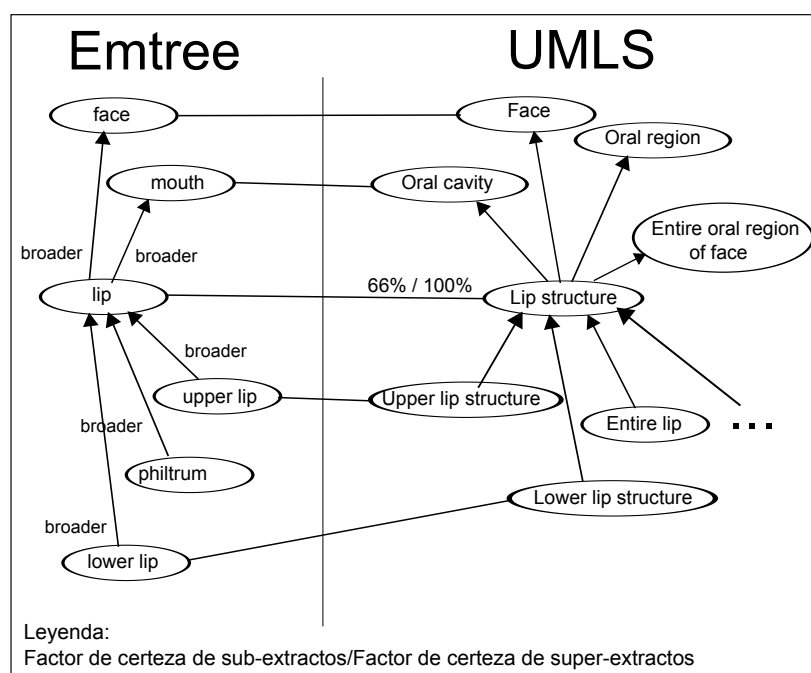 Emtree
UMLS
face
Face
Oral region
mouth
Oral cavity
Entire oral region
of face
broader
broader
lip
66% / 100%
Lip structure
broader
upper lip
Upper lip structure
Entire lip
...
broader
philtrum
Lower lip structure
broader
lower lip
Leyenda:
Factor de certeza de sub-extractos/Factor de certeza de super-extractos